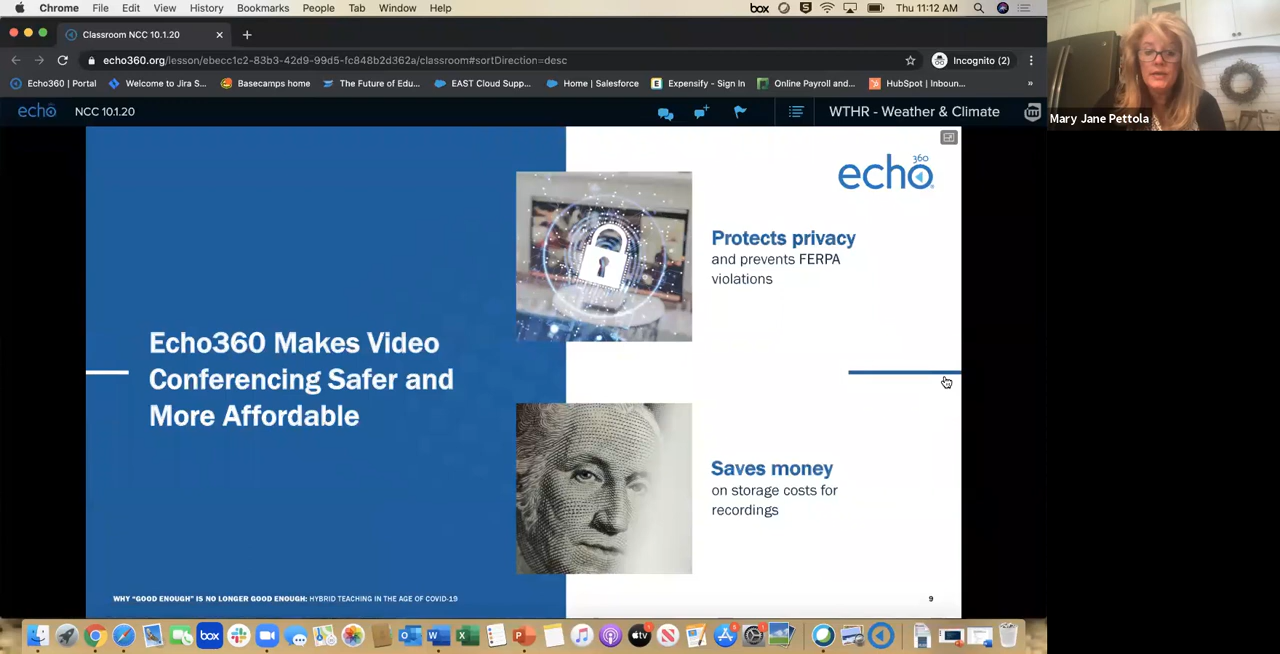 Chrome File Edit View History Bookmarks People Tab Window Help
box Thu 11:12 AM
Classroom NCC 10.1.20
echo360.org/lesson/ebecc1c2-83b3-42d9-99d5-fc848b2d362a/classroom#sortDirection=desc
Incognito (2)
Echo360 | Portal Welcome to Jira S... Basecamps home The Future of Edu... EAST Cloud Supp... Home | Salesforce Expensify - Sign In Online Payroll and... HubSpot | Inboun... »
echo NCC 10.1.20 WTHR - Weather & Climate
Mary Jane Pettola
echo360
Protects privacy
and prevents FERPA
violations
Echo360 Makes Video
Conferencing Safer and
More Affordable
Saves money
on storage costs for
recordings
WHY "GOOD ENOUGH" IS NO LONGER GOOD ENOUGH: HYBRID TEACHING IN THE AGE OF COVID-19
9
box
tv